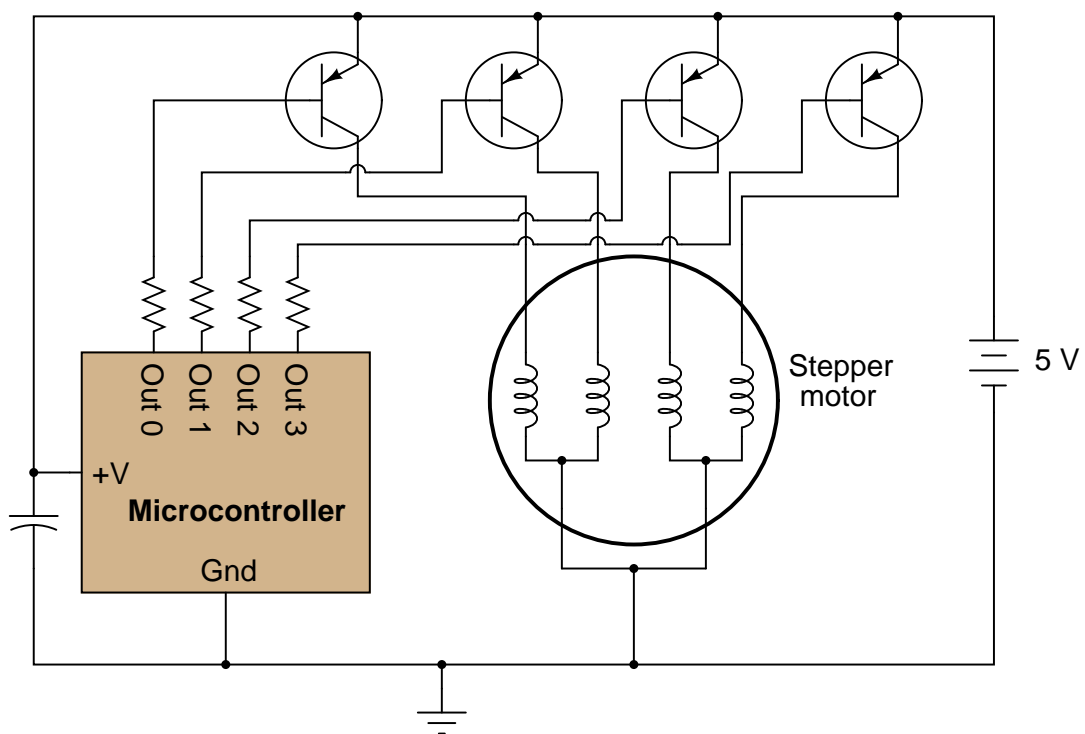 Out 0
Out 1
Out 2
Out 3
+V
Microcontroller
Gnd
Stepper
motor
5 V